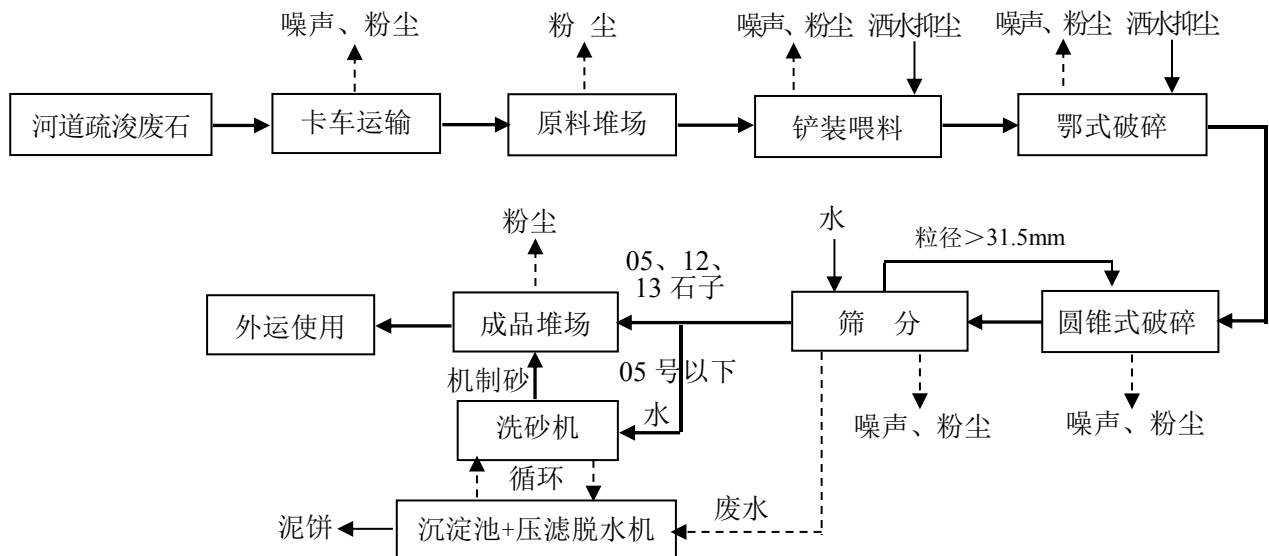 噪声、粉尘
粉 尘
噪声、粉尘 洒水抑尘
噪声、粉尘 洒水抑尘
河道疏浚废石
卡车运输
原料堆场
铲装喂料
鄂式破碎
粉尘
水
粒径＞31.5mm
05、12、
13 石子
外运使用
成品堆场
筛 分
圆锥式破碎
机制砂
05 号以下
洗砂机
水
噪声、粉尘
噪声、粉尘
循环
废水
泥饼
沉淀池+压滤脱水机